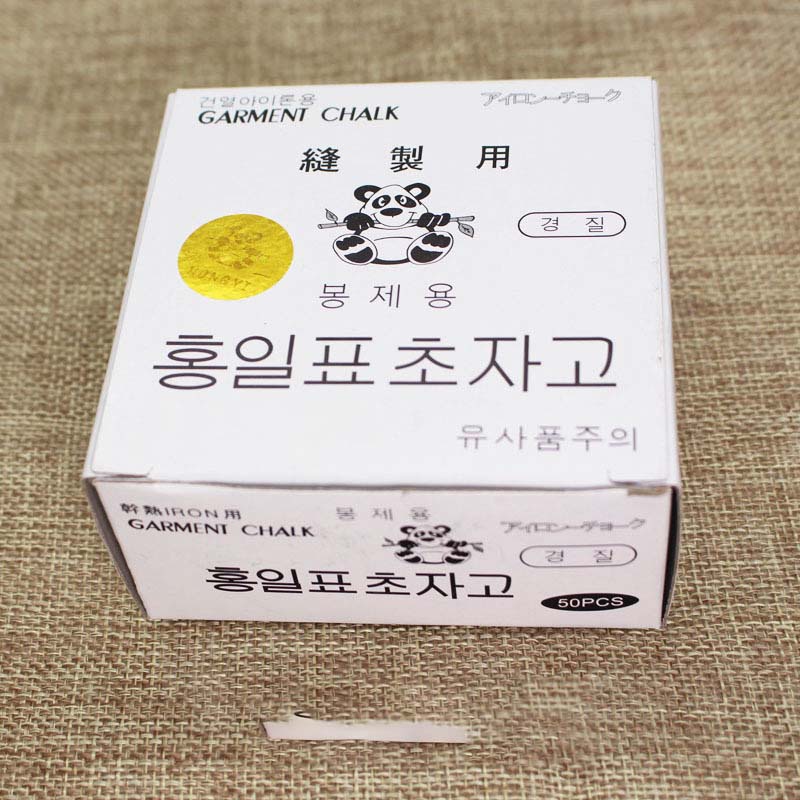 건열아이론용
アイロンーチョーク
GARMENT CHALK
縫製用
경질
봉제용
홍일표초자고
유사품주의
幹熱IRON用
봉제용
アイロンーチョーク
GARMENT CHALK
경질
홍일표초자고
50PCS